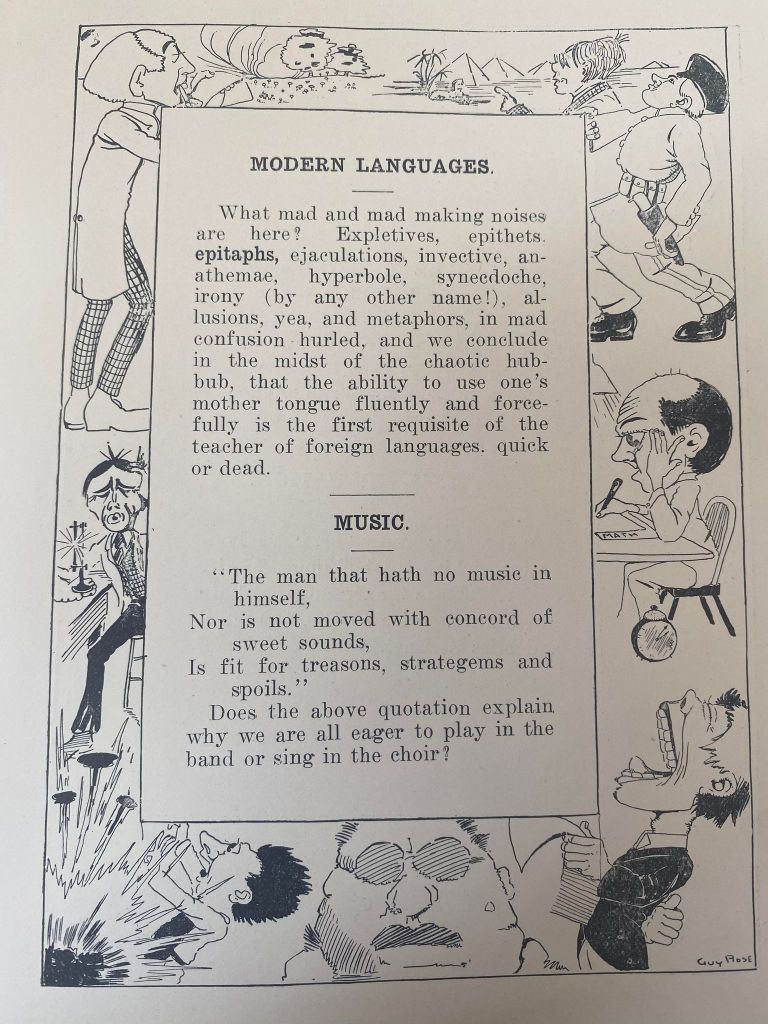 MODERN LANGUAGES.
What mad and mad making noises
are here? Expletives, epithets.
epitaphs, ejaculations, invective, an-
athemae, hyperbole, synecdoche,
irony (by any other name!), al-
lusions, yea, and metaphors, in mad
confusion hurled, and we conclude
in the midst of the chaotic hub-
bub, that the ability to use one's
mother tongue fluently and force-
fully is the first requisite of the
teacher of foreign languages. quick
or dead.
MUSIC.
"The man that hath no music in
himself,
Nor is not moved with concord of
sweet sounds,
Is fit for treasons, strategems and
spoils."
Does the above quotation explain
why we are all eager to play in the
band or sing in the choir?
MATH
GUY ROSE